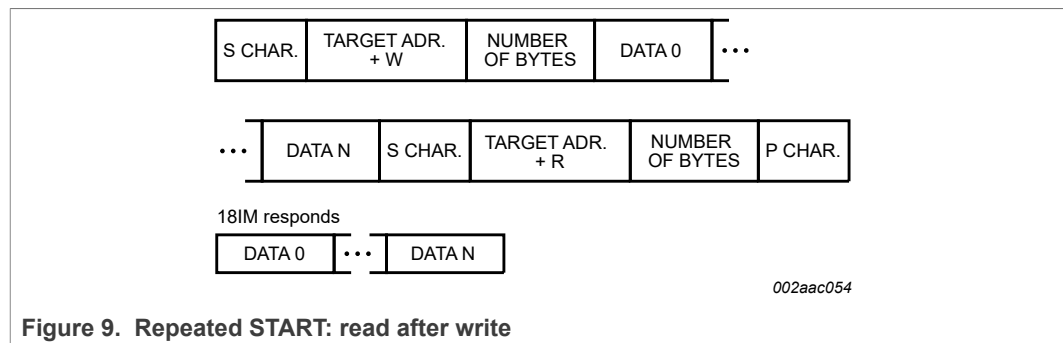 S CHAR. TARGET ADR. + W NUMBER OF BYTES DATA 0 •••
••• DATA N S CHAR. TARGET ADR. + R NUMBER OF BYTES P CHAR.
18IM responds
DATA 0 ••• DATA N
002aac054
Figure 9. Repeated START: read after write